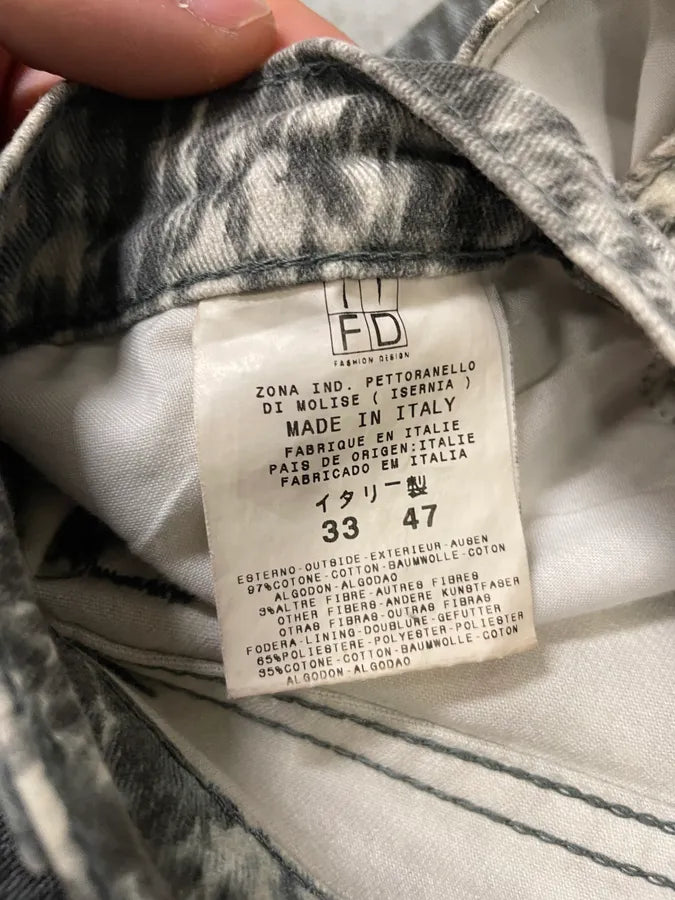 FD
FASHION DESIGN
ZONA IND. PETTORANELLO
DI MOLISE ( ISERNIA )
MADE IN ITALY
FABRIQUE EN ITALIE
PAIS DE ORIGEN:ITALIE
FABRICADO EM ITALIA
イタリー製
33 47
ESTERNO-OUTSIDE-EXTERIEUR-AUSEN
97%COTONE-COTTON-BAUMWOLLE-COTON
ALGODON-ALGODAO
3%ALTRE FIBRE-AUTRES FIBRES
OTHER FIBERS-ANDERE KUNSTFASER
OTRAS FIBRAS-OUTRAS FIBRAS
FODERA-LINING-DOUBLURE-GEFUTTER
65%POLIESTERE-POLYESTER-POLIESTER
35%COTONE-COTTON-BAUMWOLLE-COTON
ALGODON-ALGODAO